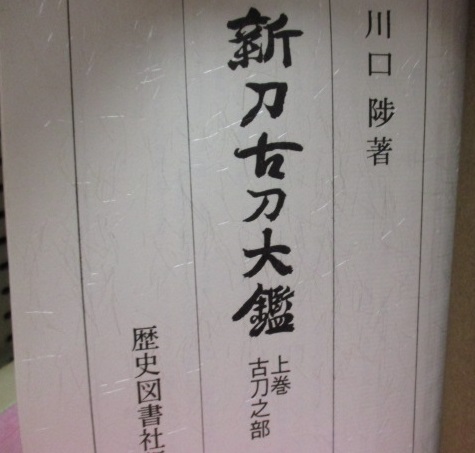 川口陟著
新刀古刀大鑑
上巻
古刀之部
歴史図書社